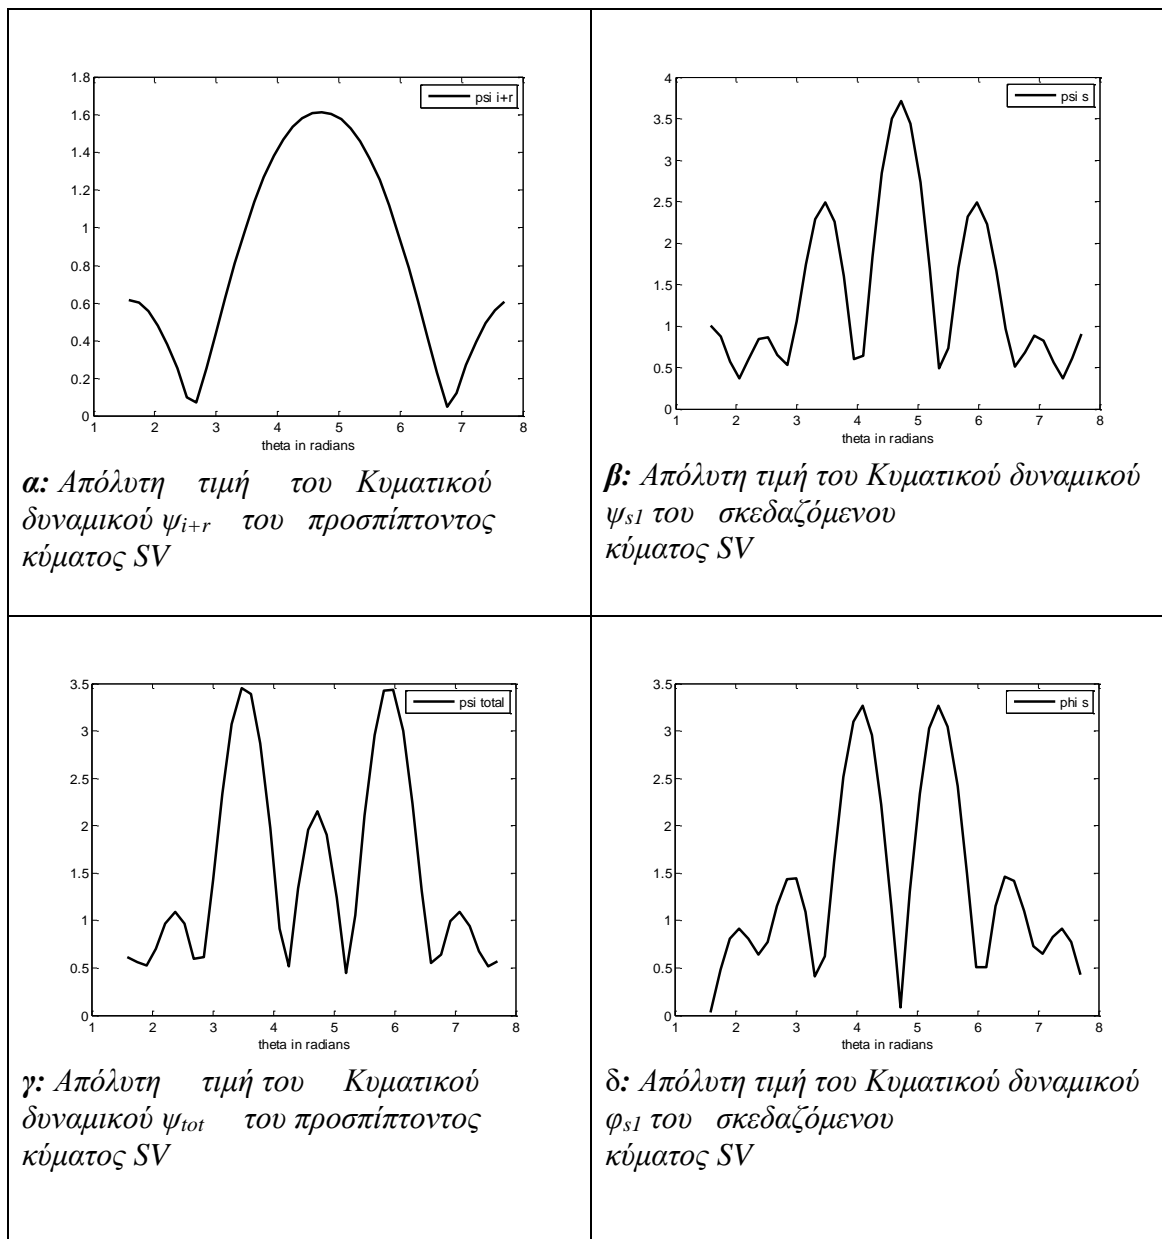 1.8
1.6
1.4
1.2
1
0.8
0.6
0.4
0.2
0
1 2 3 4 5 6 7 8
theta in radians
psi i+r
α: Απόλυτη τιμή του Κυματικού
δυναμικού ψi+r του προσπίπτοντος
κύματος SV
4
3.5
3
2.5
2
1.5
1
0.5
0
1 2 3 4 5 6 7 8
theta in radians
psi s
β: Απόλυτη τιμή του Κυματικού δυναμικού
ψs1 του σκεδαζόμενου
κύματος SV
3.5
3
2.5
2
1.5
1
0.5
0
1 2 3 4 5 6 7 8
theta in radians
psi total
γ: Απόλυτη τιμή του Κυματικού
δυναμικού ψtot του προσπίπτοντος
κύματος SV
3.5
3
2.5
2
1.5
1
0.5
0
1 2 3 4 5 6 7 8
theta in radians
phi s
δ: Απόλυτη τιμή του Κυματικού δυναμικού
φs1 του σκεδαζόμενου
κύματος SV